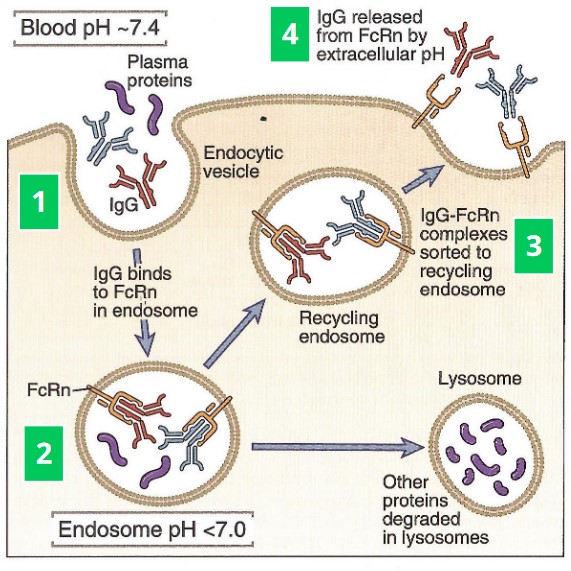 Blood pH ~7.4
Plasma
proteins
IgG
1
Endocytic
vesicle
4
IgG released
from FcRn by
extracellular pH
IgG binds
to FcRn
in endosome
IgG-FcRn
complexes
sorted to
recycling
endosome
3
Recycling
endosome
FcRn
2
Endosome pH <7.0
Lysosome
Other
proteins
degraded
in lysosomes